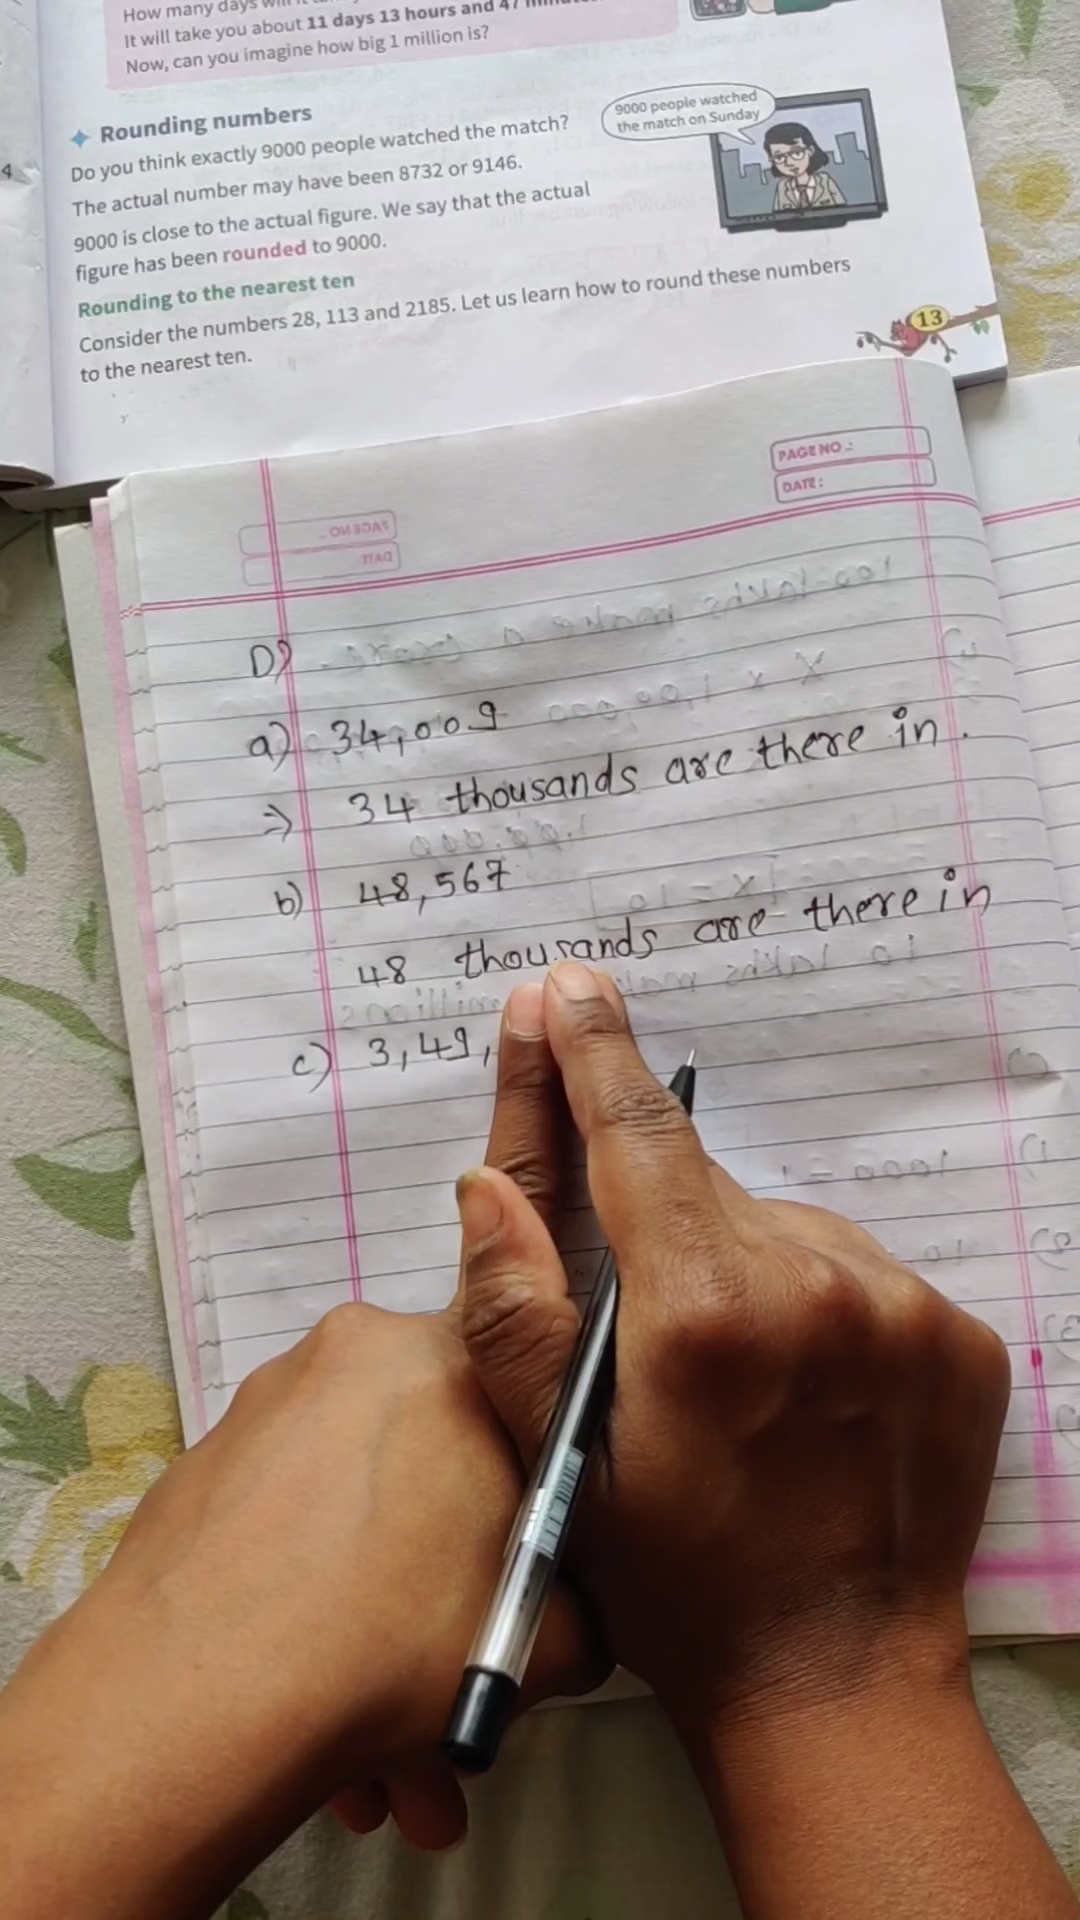 How many days
It will take you about 11 days 13 hours and 47
Now, can you imagine how big 1 million is?
Rounding numbers
Do you think exactly 9000 people watched the match?
The actual number may have been 8732 or 9146.
9000 is close to the actual figure. We say that the actual
figure has been rounded to 9000.
9000 people watched
the match on Sunday
Rounding to the nearest ten
Consider the numbers 28, 113 and 2185. Let us learn how to round these numbers
to the nearest ten.
13
4
PAGE NO.:
DATE:
D)
a) 34,009
⇒ 34 thousands are there in.
b) 48,567
48 thousands are there in
c) 3,49,